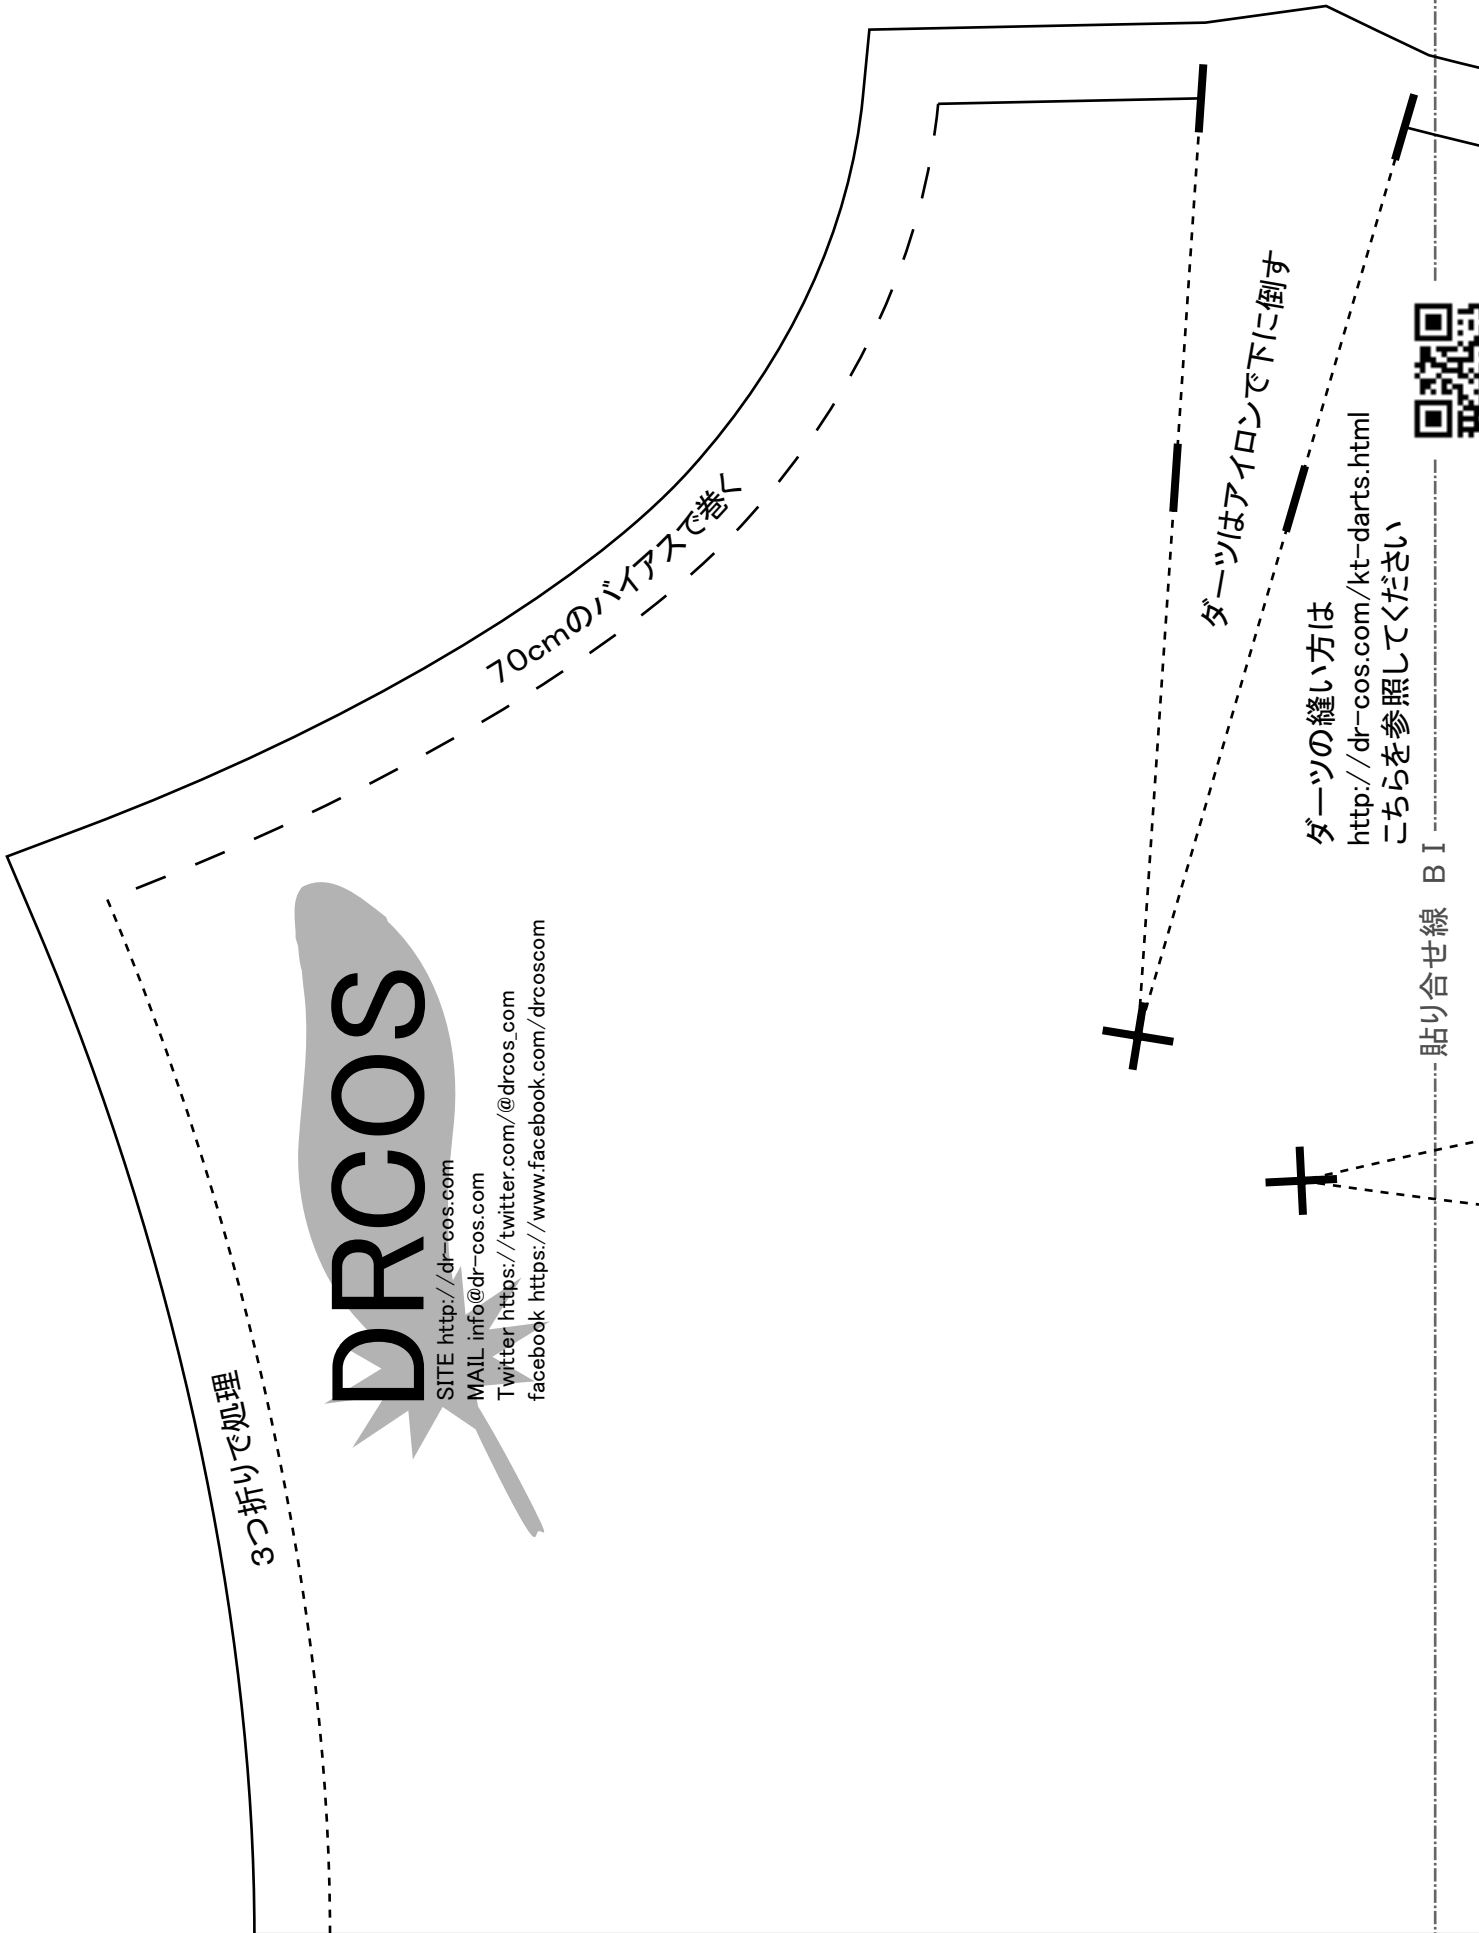 70cmのバイアスで巻く
ダーツはアイロンで下に倒す
ダーツの縫い方は
http://dr-cos.com/kt-darts.html
こちらを参照してください
貼り合せ線 B I
3つ折りで処理
DRCOS
SITE http://dr-cos.com
MAIL info@dr-cos.com
Twitter https://twitter.com/@drcos_com
facebook https://www.facebook.com/drcoscom